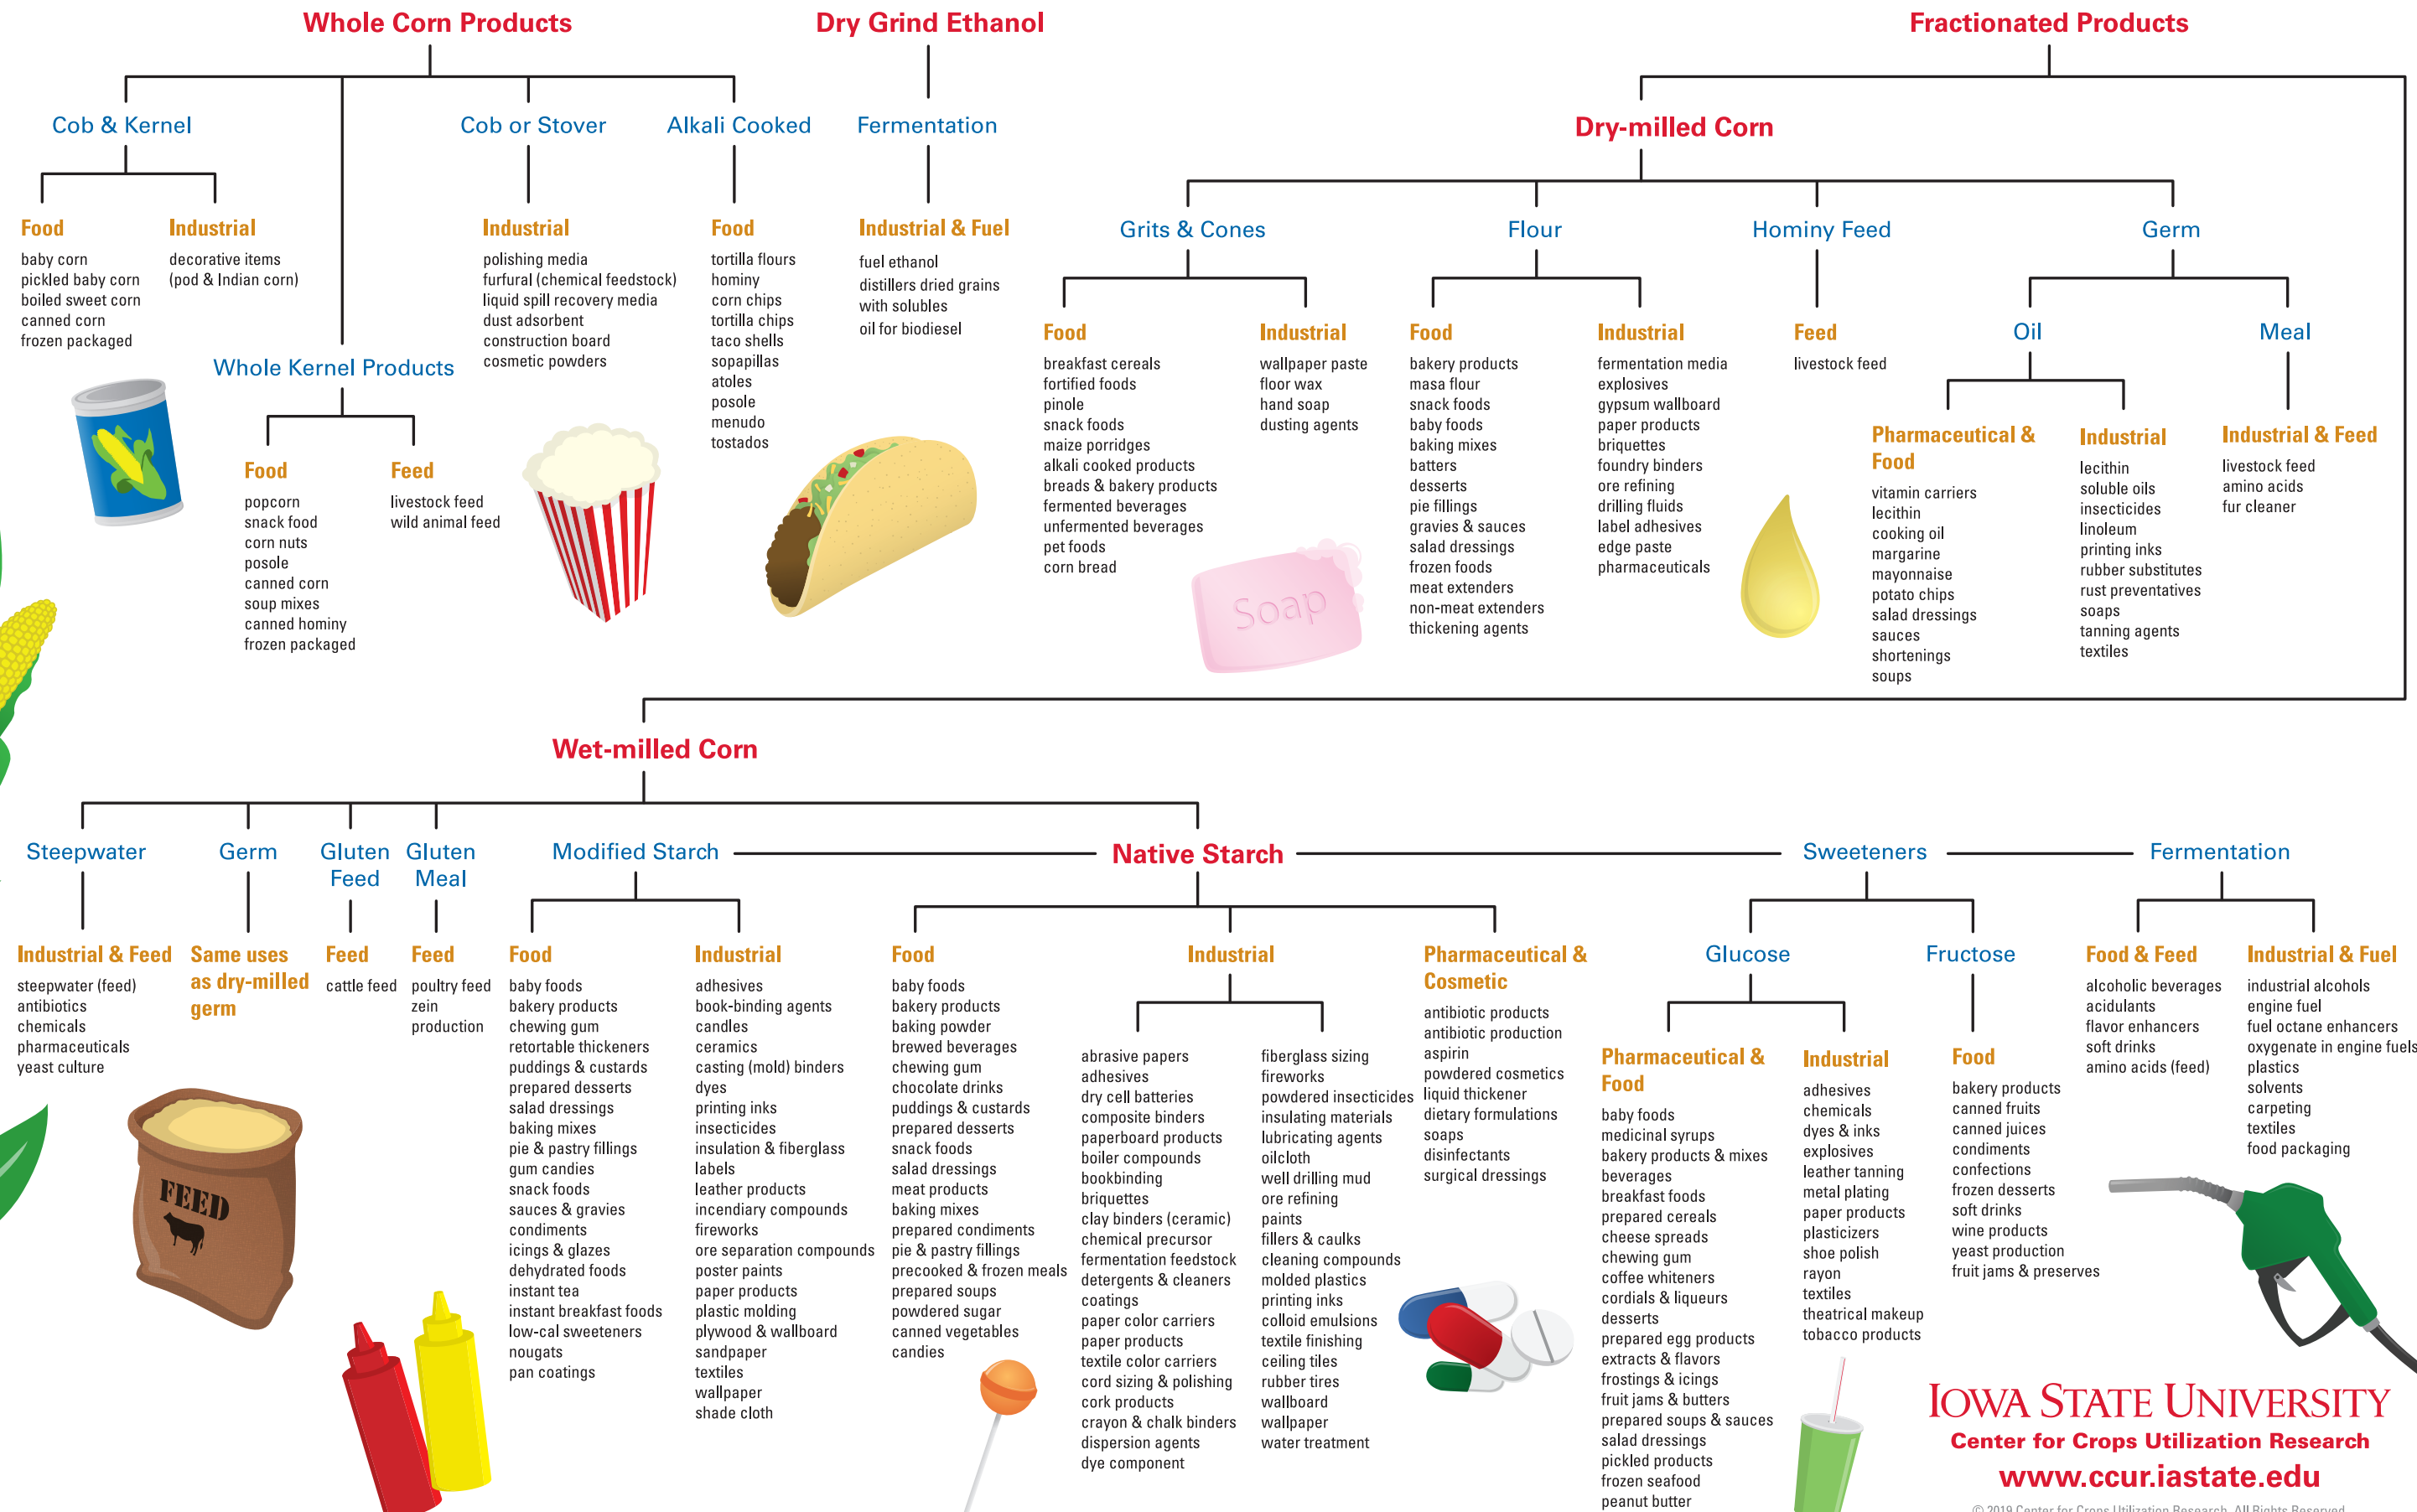 Whole Corn Products
Cob & Kernel
Food
baby corn
pickled baby corn
boiled sweet corn
canned corn
frozen packaged
Industrial
decorative items
(pod & Indian corn)
Whole Kernel Products
Food
popcorn
snack food
corn nuts
posole
canned corn
soup mixes
canned hominy
frozen packaged
Feed
livestock feed
wild animal feed
Cob or Stover
Industrial
polishing media
furfural (chemical feedstock)
liquid spill recovery media
dust adsorbent
construction board
cosmetic powders
Alkali Cooked
Food
tortilla flours
hominy
corn chips
tortilla chips
taco shells
sopapillas
atoles
posole
menudo
tostados
Dry Grind Ethanol
Fermentation
Industrial & Fuel
fuel ethanol
distillers dried grains
with solubles
oil for biodiesel
Fractionated Products
Dry-milled Corn
Grits & Cones
Food
breakfast cereals
fortified foods
pinole
snack foods
maize porridges
alkali cooked products
breads & bakery products
fermented beverages
unfermented beverages
pet foods
corn bread
Industrial
wallpaper paste
floor wax
hand soap
dusting agents
Soap
Flour
Food
bakery products
masa flour
snack foods
baby foods
baking mixes
batters
desserts
pie fillings
gravies & sauces
salad dressings
frozen foods
meat extenders
non-meat extenders
thickening agents
Industrial
fermentation media
explosives
gypsum wallboard
paper products
briquettes
foundry binders
ore refining
drilling fluids
label adhesives
edge paste
pharmaceuticals
Hominy Feed
Feed
livestock feed
Germ
Oil
Pharmaceutical &
Food
vitamin carriers
lecithin
cooking oil
margarine
mayonnaise
potato chips
salad dressings
sauces
shortenings
soups
Industrial
lecithin
soluble oils
insecticides
linoleum
printing inks
rubber substitutes
rust preventatives
soaps
tanning agents
textiles
Meal
Industrial & Feed
livestock feed
amino acids
fur cleaner
Wet-milled Corn
Steepwater
Industrial & Feed
steepwater (feed)
antibiotics
chemicals
pharmaceuticals
yeast culture
FEED
Germ
Same uses
as dry-milled
germ
Gluten
Feed
Feed
cattle feed
Gluten
Meal
Feed
poultry feed
zein
production
Modified Starch
Food
baby foods
bakery products
chewing gum
retortable thickeners
puddings & custards
prepared desserts
salad dressings
baking mixes
pie & pastry fillings
gum candies
snack foods
sauces & gravies
condiments
icings & glazes
dehydrated foods
instant tea
instant breakfast foods
low-cal sweeteners
nougats
pan coatings
Industrial
adhesives
book-binding agents
candles
ceramics
casting (mold) binders
dyes
printing inks
insecticides
insulation & fiberglass
labels
leather products
incendiary compounds
fireworks
ore separation compounds
poster paints
paper products
plastic molding
plywood & wallboard
sandpaper
textiles
wallpaper
shade cloth
Native Starch
Food
baby foods
bakery products
baking powder
brewed beverages
chewing gum
chocolate drinks
puddings & custards
prepared desserts
snack foods
salad dressings
meat products
baking mixes
prepared condiments
pie & pastry fillings
precooked & frozen meals
prepared soups
powdered sugar
canned vegetables
candies
Industrial
abrasive papers
adhesives
dry cell batteries
composite binders
paperboard products
boiler compounds
bookbinding
briquettes
clay binders (ceramic)
chemical precursor
fermentation feedstock
detergents & cleaners
coatings
paper color carriers
paper products
textile color carriers
cord sizing & polishing
cork products
crayon & chalk binders
dispersion agents
dye component
fiberglass sizing
fireworks
powdered insecticides
insulating materials
lubricating agents
oilcloth
well drilling mud
ore refining
paints
fillers & caulks
cleaning compounds
molded plastics
printing inks
colloid emulsions
textile finishing
ceiling tiles
rubber tires
wallboard
wallpaper
water treatment
Pharmaceutical &
Cosmetic
antibiotic products
antibiotic production
aspirin
powdered cosmetics
liquid thickener
dietary formulations
soaps
disinfectants
surgical dressings
Sweeteners
Glucose
Pharmaceutical &
Food
baby foods
medicinal syrups
bakery products & mixes
beverages
breakfast foods
prepared cereals
cheese spreads
chewing gum
coffee whiteners
cordials & liqueurs
desserts
prepared egg products
extracts & flavors
frostings & icings
fruit jams & butters
prepared soups & sauces
salad dressings
pickled products
frozen seafood
peanut butter
Industrial
adhesives
chemicals
dyes & inks
explosives
leather tanning
metal plating
paper products
plasticizers
shoe polish
rayon
textiles
theatrical makeup
tobacco products
Fructose
Food
bakery products
canned fruits
canned juices
condiments
confections
frozen desserts
soft drinks
wine products
yeast production
fruit jams & preserves
Fermentation
Food & Feed
alcoholic beverages
acidulants
flavor enhancers
soft drinks
amino acids (feed)
Industrial & Fuel
industrial alcohols
engine fuel
fuel octane enhancers
oxygenate in engine fuels
plastics
solvents
carpeting
textiles
food packaging
IOWA STATE UNIVERSITY
Center for Crops Utilization Research
www.ccur.iastate.edu
© 2019 Center for Crops Utilization Research. All Rights Reserved